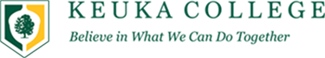 KEUKA COLLEGE
Believe in What We Can Do Together